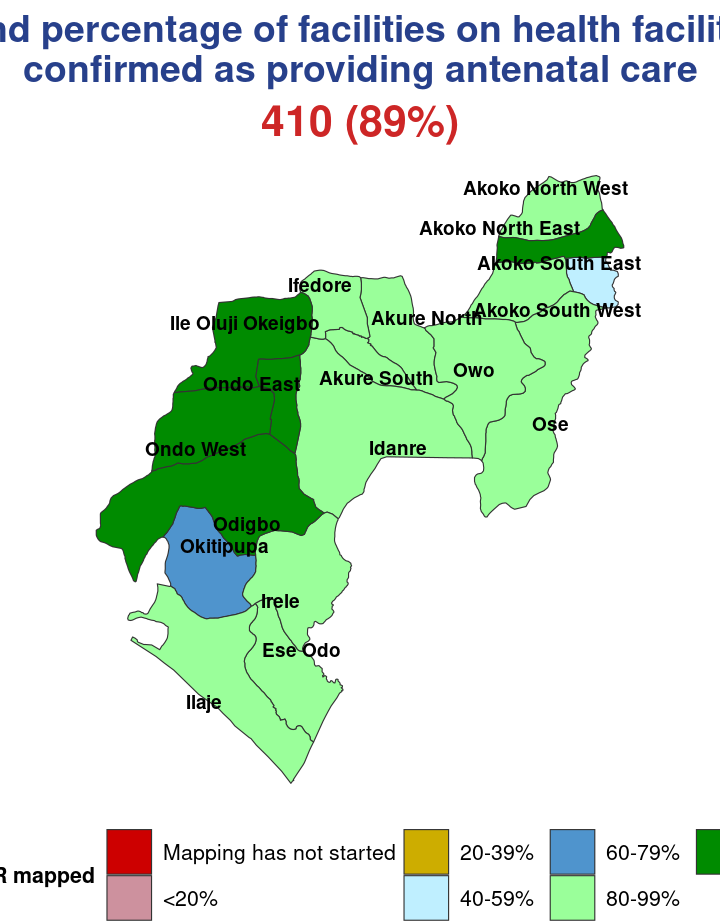 percentage of facilities on health
confirmed as providing antenatal care
410 (89%)
Akoko North West
Akoko North East
Akoko South East
Ifedore
Akoko South West
Akure North
Ile Oluji Okeigbo
Owo
Akure South
Ondo East
Ose
Idanre
Ondo West
Odigbo
Okitipupa
Irele
Ese Odo
Ilaje
Mapping has not started
20-39%
60-79%
R mapped
<20%
40-59%
80-99%